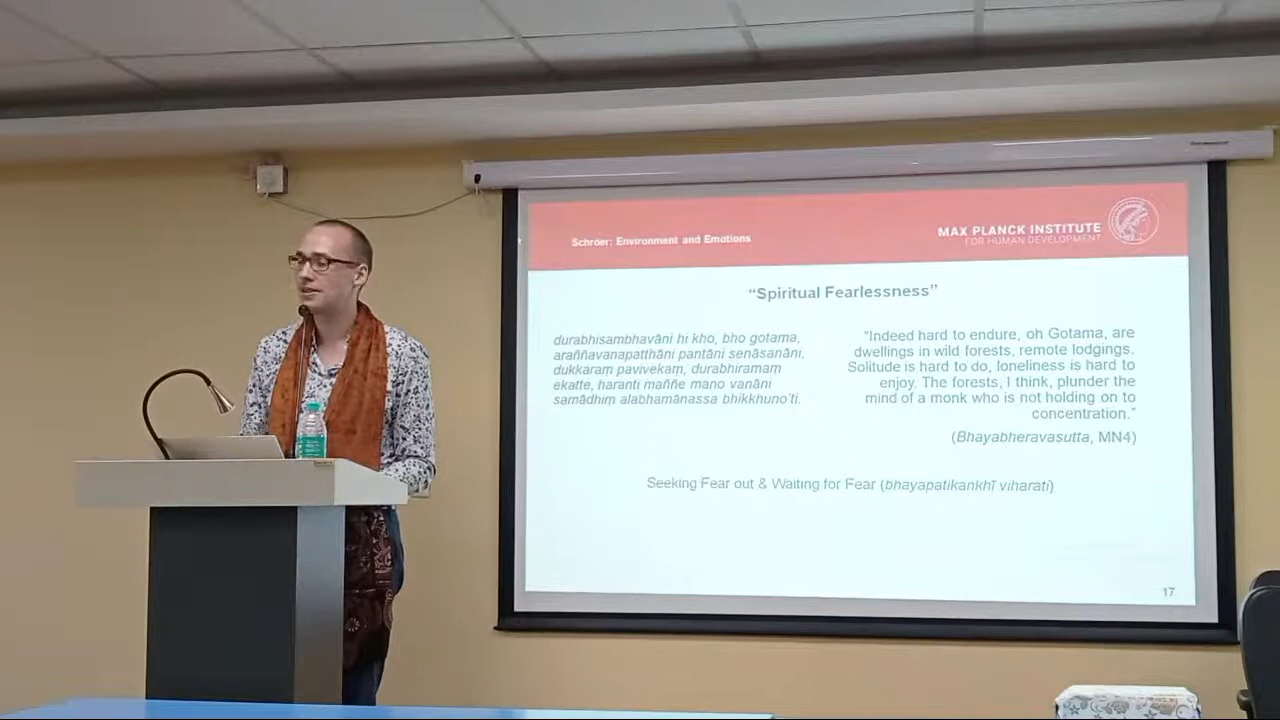 Schröer: Environment and Emotions
MAX PLANCK INSTITUTE
FOR HUMAN DEVELOPMENT
“Spiritual Fearlessness”
durabhisambhavāni hi kho, bho gotama,
araññavanapatthāni pantāni senāsanāni,
dukkaraṃ pavivekaṃ, durabhiramaṃ
ekatte, haranti maññe mano vanāni
samādhiṃ alabhamānassa bhikkhuno’ti.
“Indeed hard to endure, oh Gotama, are
dwellings in wild forests, remote lodgings.
Solitude is hard to do, loneliness is hard to
enjoy. The forests, I think, plunder the
mind of a monk who is not holding on to
concentration.”
(Bhayabheravasutta, MN4)
Seeking Fear out & Waiting for Fear (bhayapatikankhī viharati)
17